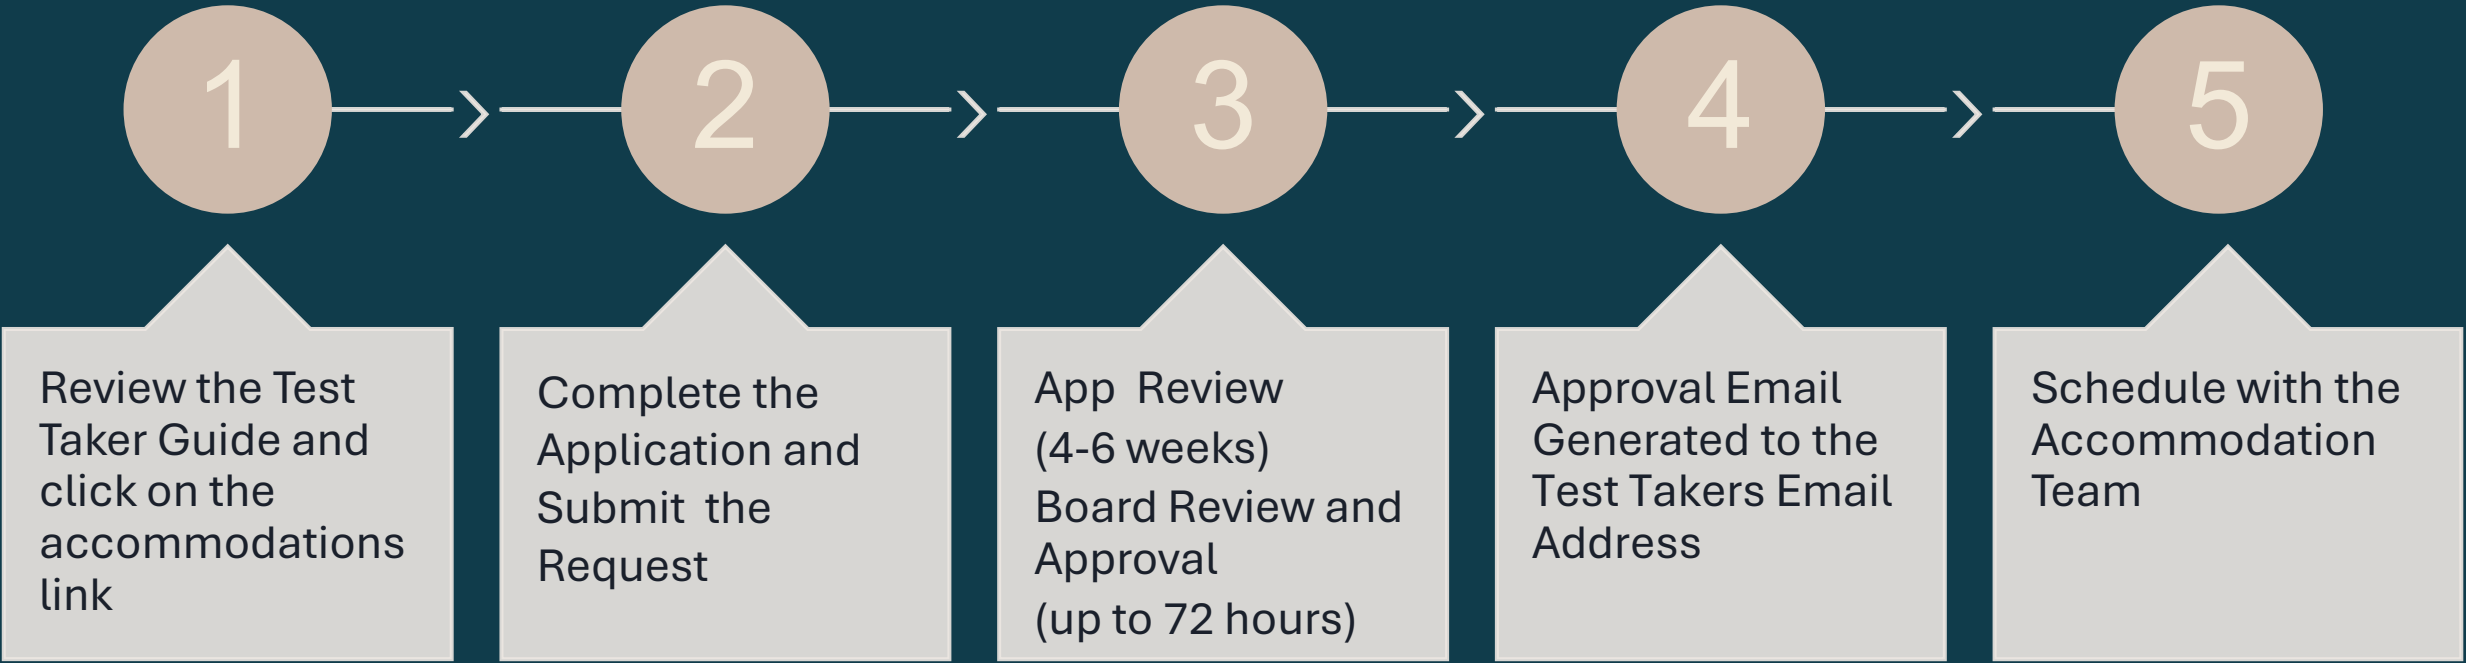 1
2
3
4
5
Review the Test
Taker Guide and
click on the
accommodations
link
Complete the
Application and
Submit  the
Request
App  Review
(4-6 weeks)
Board Review and
Approval
(up to 72 hours)
Approval Email
Generated to the
Test Takers Email
Address
Schedule with the
Accommodation
Team